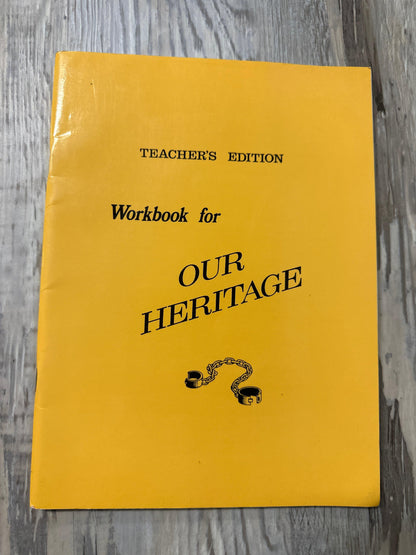 TEACHER'S EDITION
Workbook for
OUR
HERITAGE